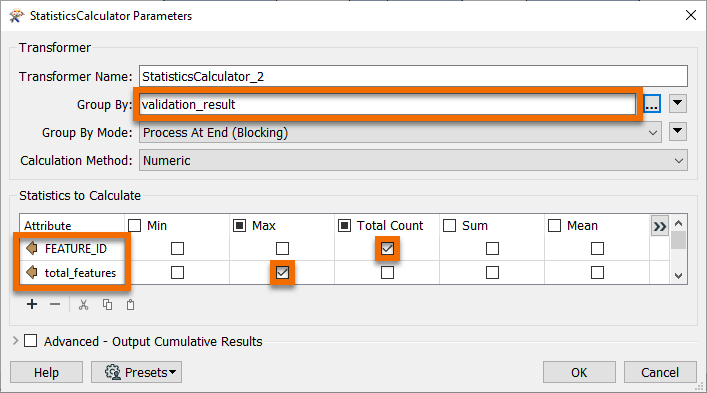 StatisticsCalculator Parameters
Transformer
Transformer Name: StatisticsCalculator_2
Group By: validation_result ...
Group By Mode: Process At End (Blocking)
Calculation Method: Numeric
Statistics to Calculate
Attribute Min Max Total Count Sum Mean >>
FEATURE_ID
total_features
Advanced - Output Cumulative Results
Help Presets OK Cancel